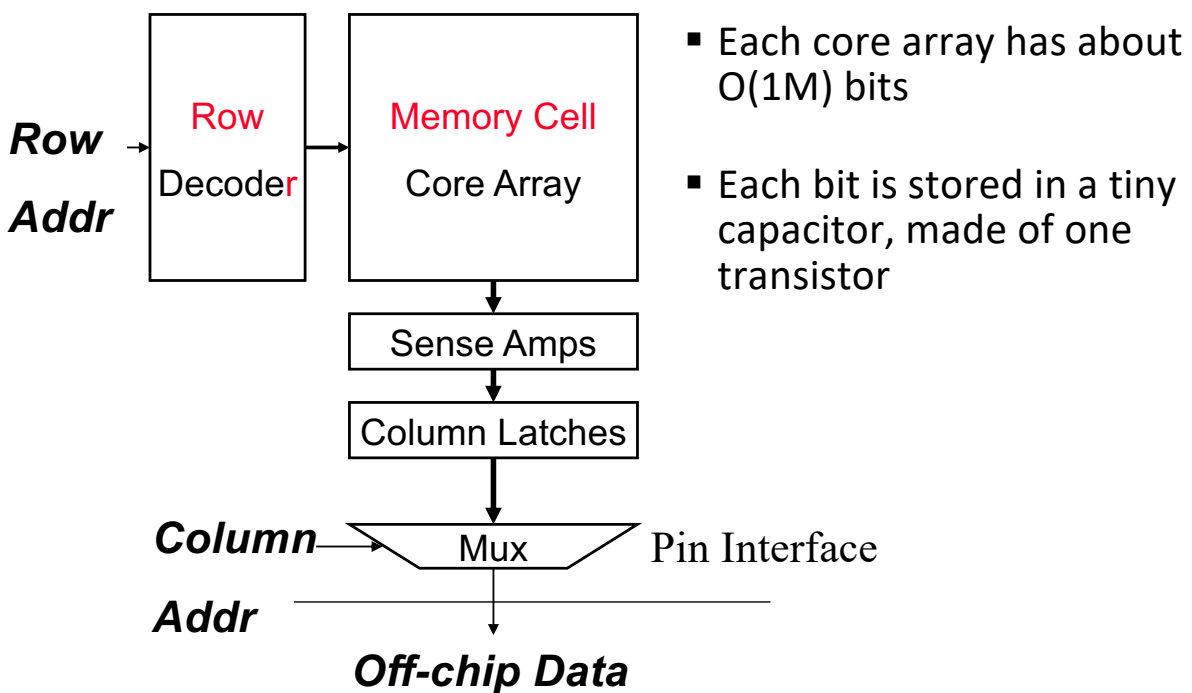 Row
Addr
Row
Decoder
Memory Cell
Core Array
Sense Amps
Column Latches
Column
Addr
Mux
Pin Interface
Off-chip Data
▪ Each core array has about
O(1M) bits
▪ Each bit is stored in a tiny
capacitor, made of one
transistor